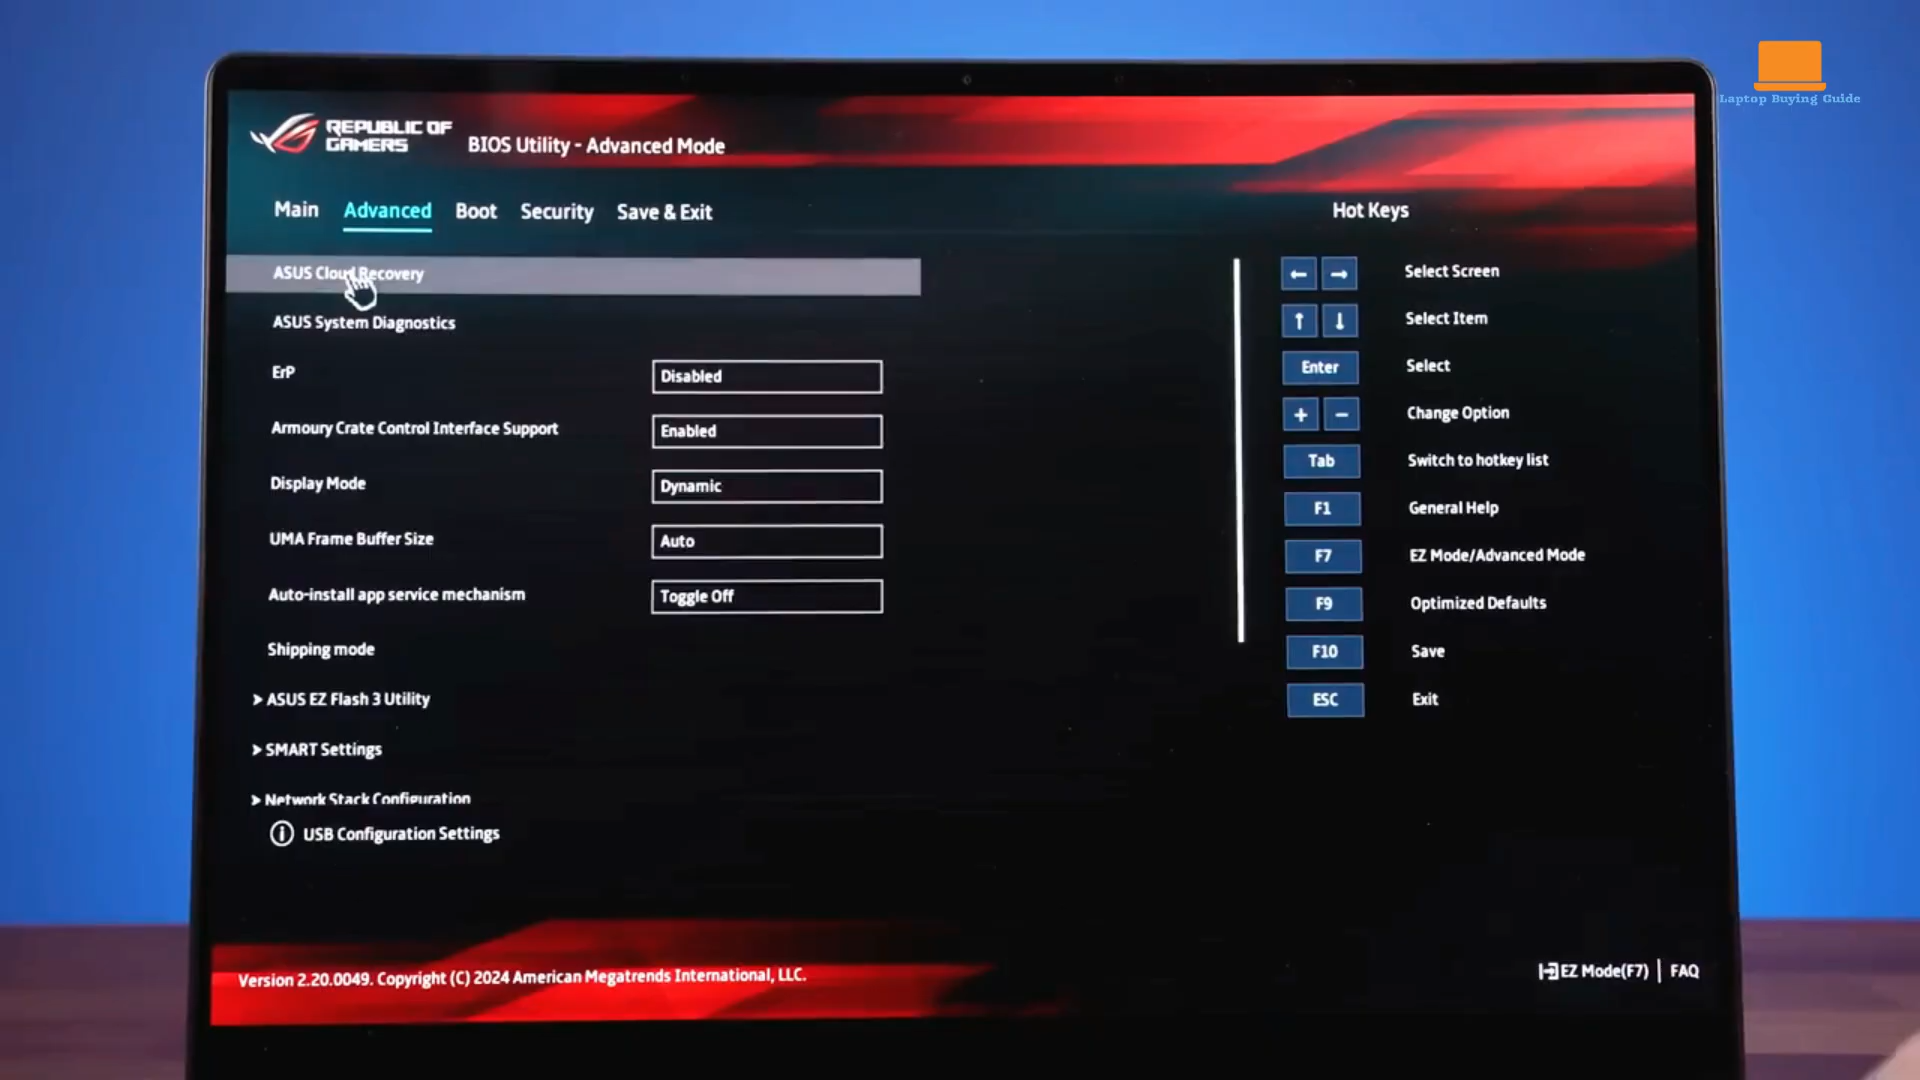 Laptop Buying Guide
REPUBLIC OF
GAMERS
BIOS Utility - Advanced Mode
Main Advanced Boot Security Save & Exit
ASUS Cloud Recovery
ASUS System Diagnostics
ErP Disabled
Armoury Crate Control Interface Support Enabled
Display Mode Dynamic
UMA Frame Buffer Size Auto
Auto-install app service mechanism Toggle Off
Shipping mode
> ASUS EZ Flash 3 Utility
> SMART Settings
> Network Stack Configuration
USB Configuration Settings
Hot Keys
← → Select Screen
↑ ↓ Select Item
Enter Select
+ - Change Option
Tab Switch to hotkey list
F1 General Help
F7 EZ Mode/Advanced Mode
F9 Optimized Defaults
F10 Save
ESC Exit
Version 2.20.0049. Copyright (C) 2024 American Megatrends International, LLC.
EZ Mode(F7) | FAQ